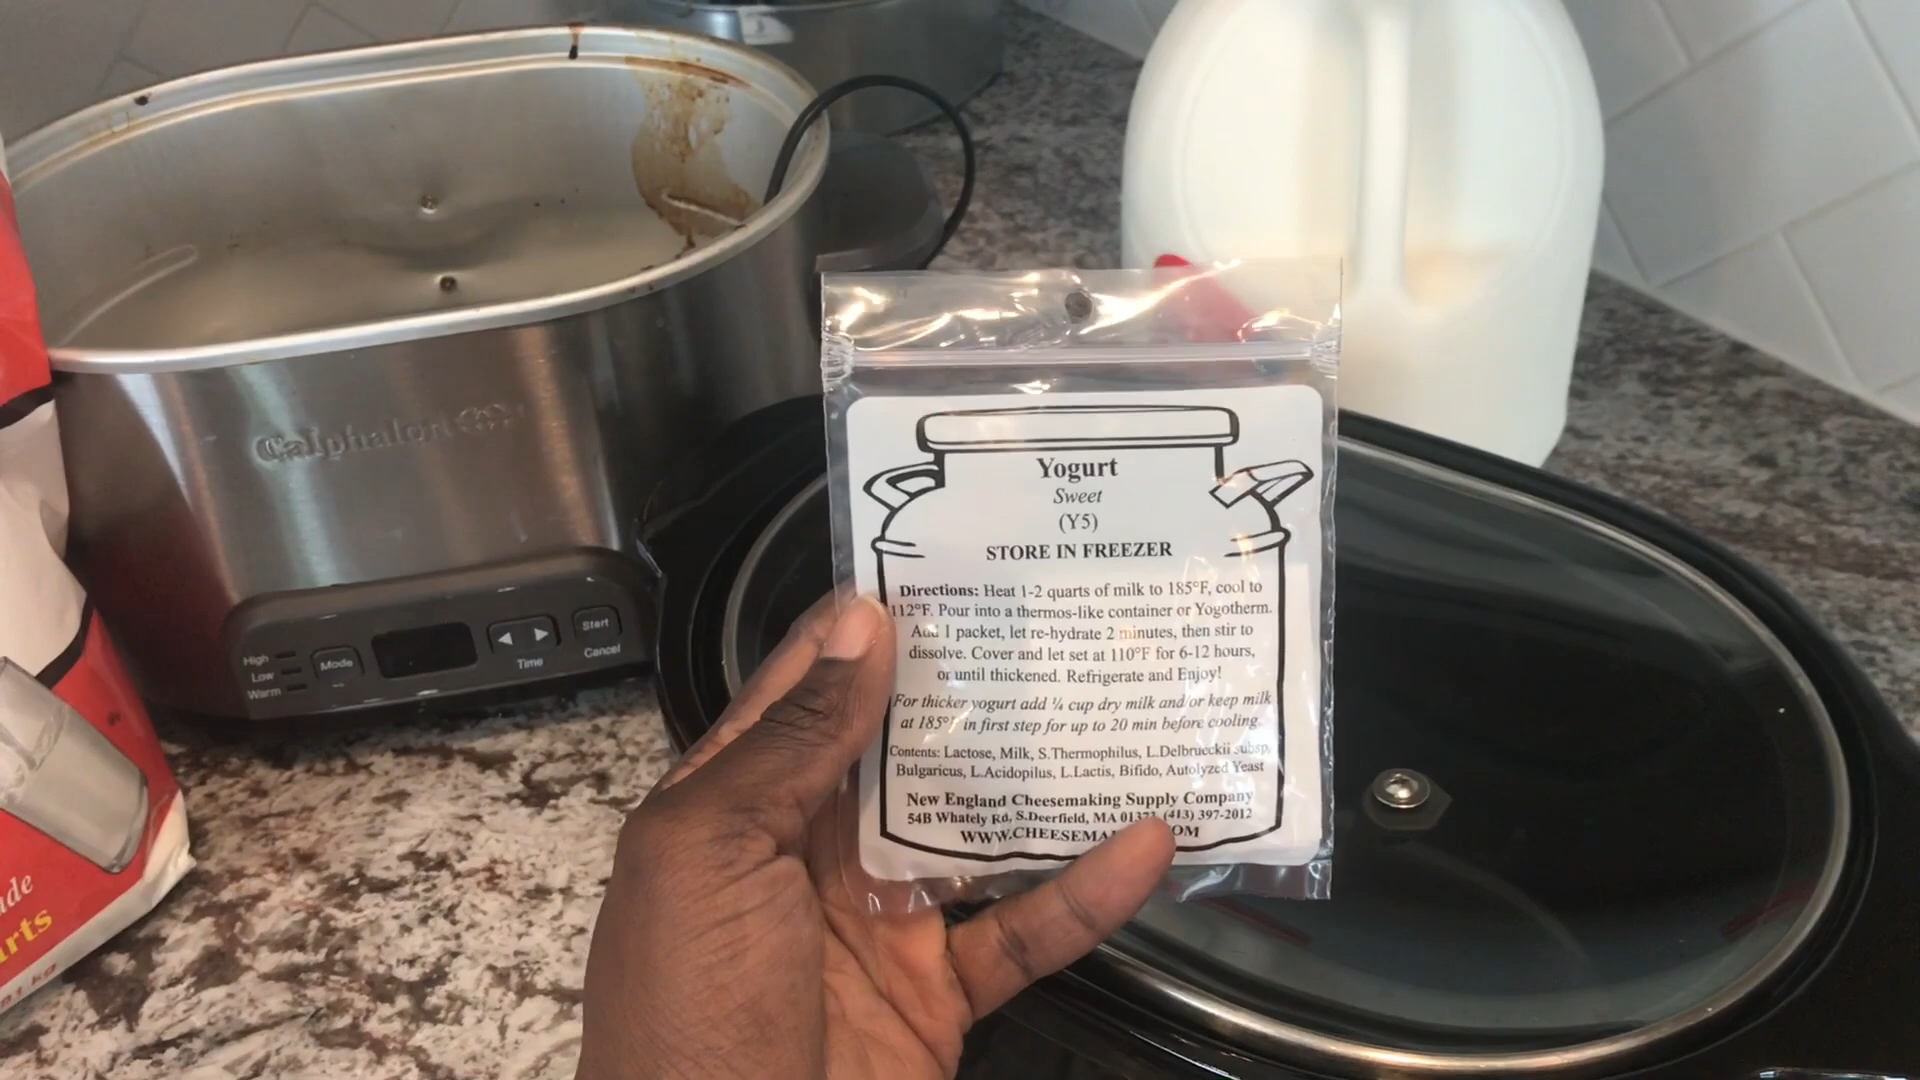 Calphalon
High
Low
Warm
Mode
Time
Start
Cancel
Yogurt
Sweet
(Y5)
STORE IN FREEZER
Directions: Heat 1-2 quarts of milk to 185°F, cool to
112°F. Pour into a thermos-like container or Yogotherm.
Add 1 packet, let re-hydrate 2 minutes, then stir to
dissolve. Cover and let set at 110°F for 6-12 hours,
or until thickened. Refrigerate and Enjoy!
For thicker yogurt add ¼ cup dry milk and/or keep milk
at 185°F in first step for up to 20 min before cooling.
Contents: Lactose, Milk, S.Thermophilus, L.Delbrueckii subsp.
Bulgaricus, L.Acidopilus, L.Lactis, Bifido, Autolyzed Yeast
New England Cheesemaking Supply Company
54B Whately Rd, S.Deerfield, MA 01373 (413) 397-2012